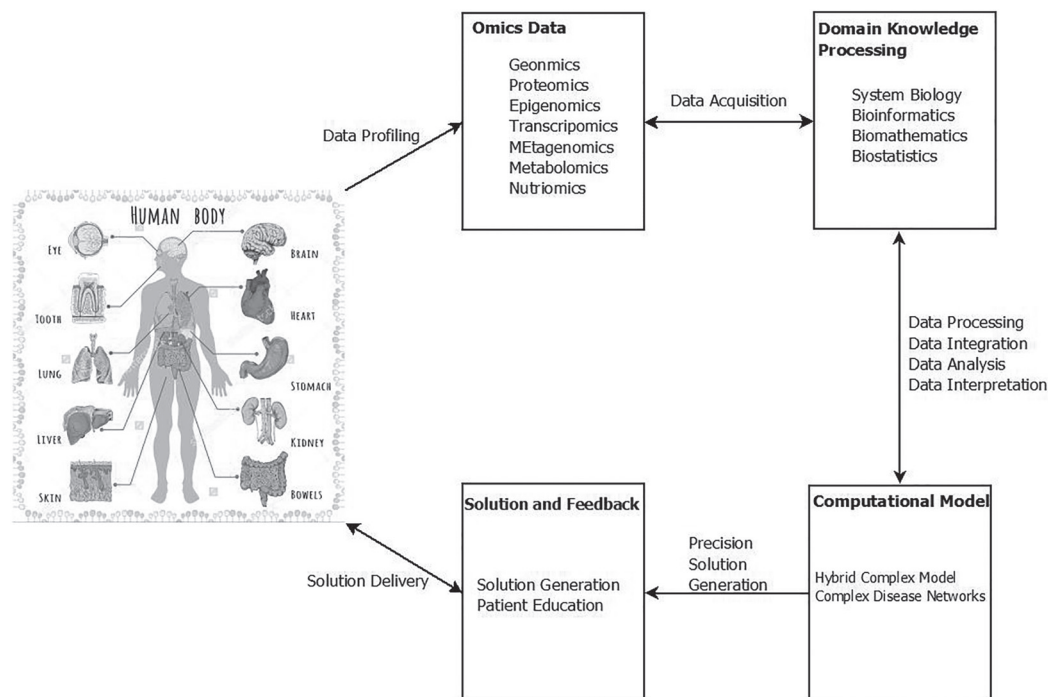 Omics Data
Geonmics
Proteomics
Epigenomics
Transcripomics
MEtagenomics
Metabolomics
Nutriomics
Data Acquisition
Domain Knowledge
Processing
System Biology
Bioinformatics
Biomathematics
Biostatistics
Data Profiling
HUMAN BODY
EYE
BRAIN
TOOTH
HEART
LUNG
STOMACH
LIVER
KIDNEY
SKIN
BOWELS
Data Processing
Data Integration
Data Analysis
Data Interpretation
Solution and Feedback
Solution Generation
Patient Education
Precision
Solution
Generation
Computational Model
Hybrid Complex Model
Complex Disease Networks
Solution Delivery